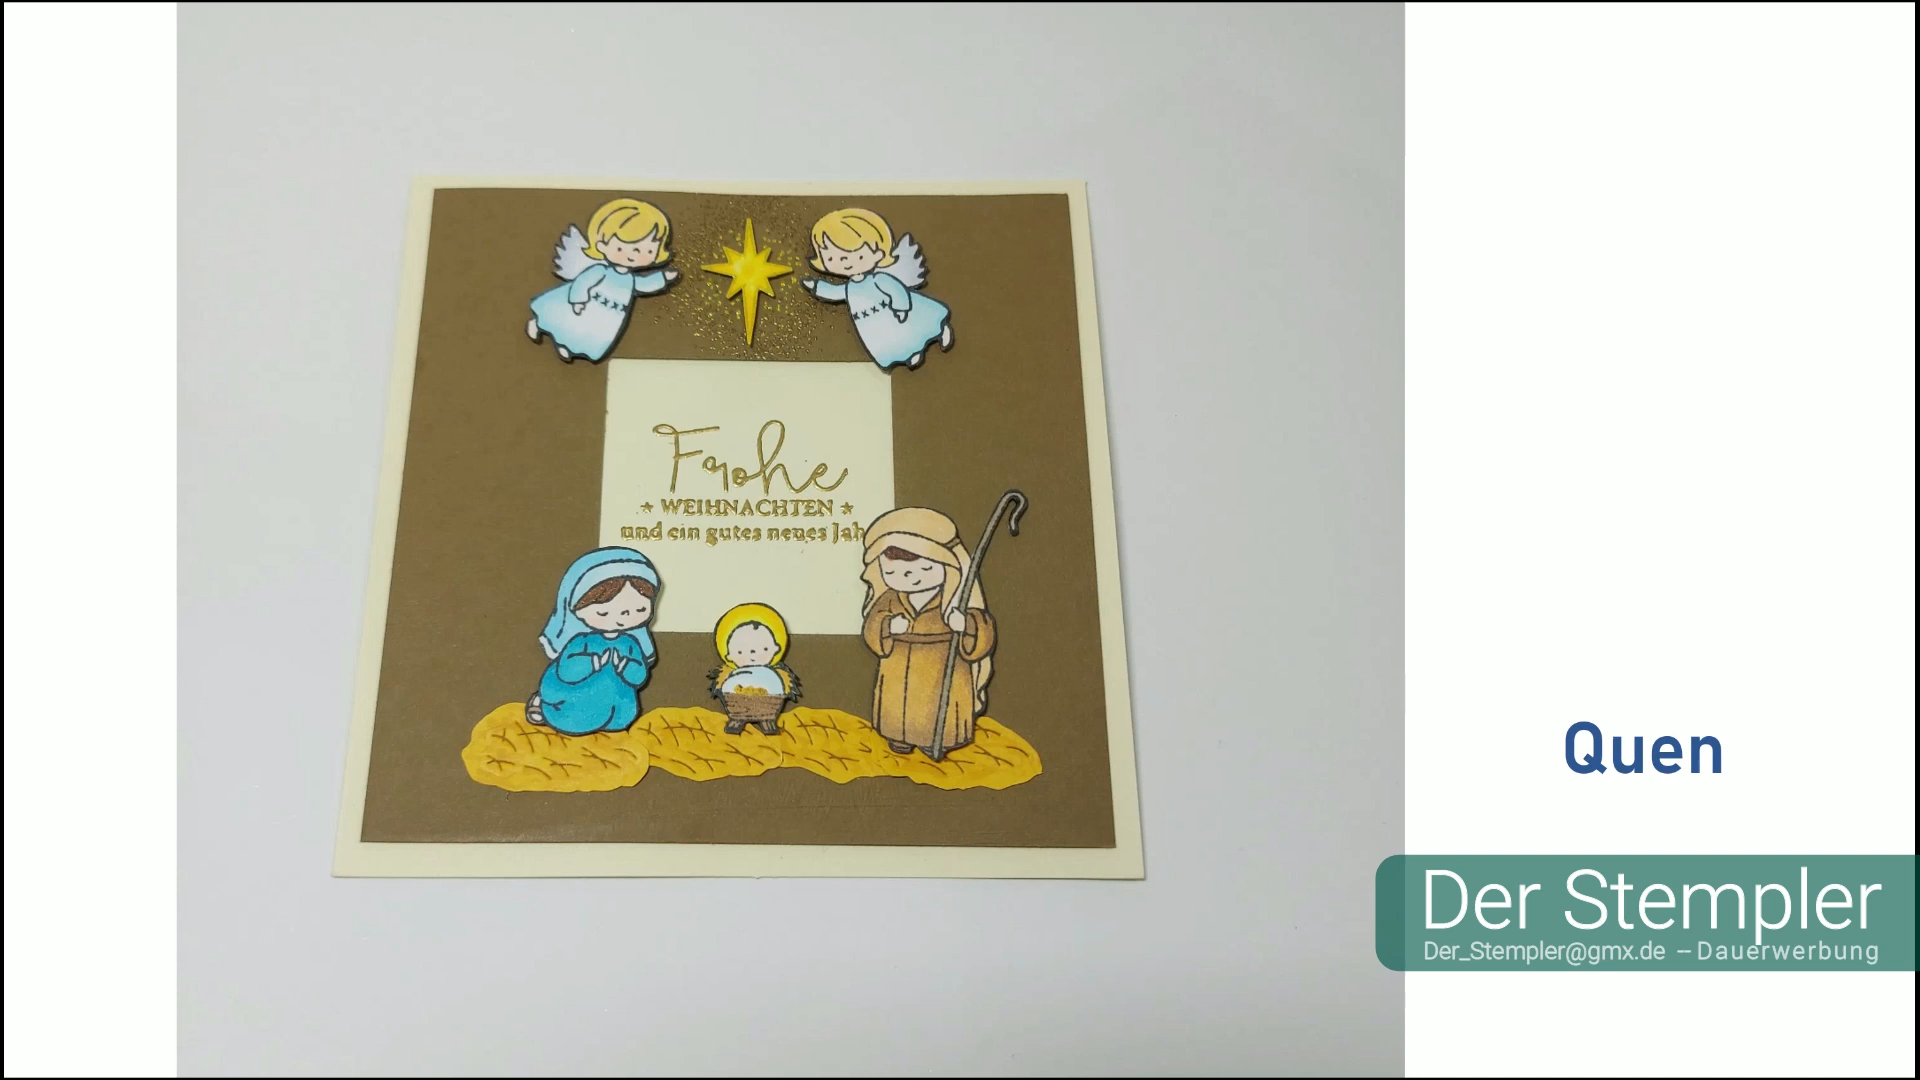 Frohe
★ WEIHNACHTEN ★
und ein gutes neues Jah
Quen
Der Stempler
Der_Stempler@gmx.de – Dauerwerbung